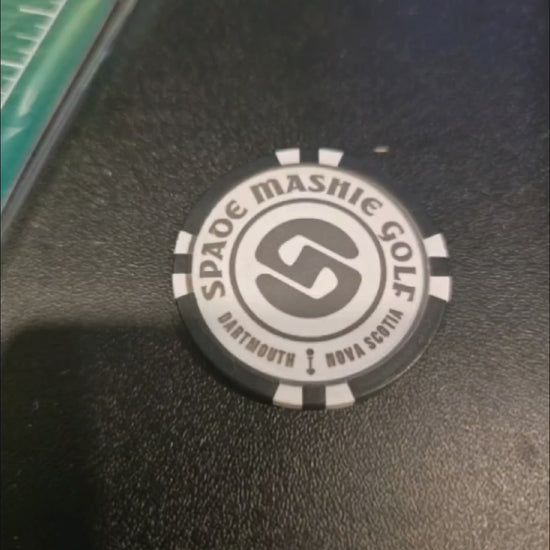 SPADE MASHIE GOLF
S
DARTMOUTH NOVA SCOTIA